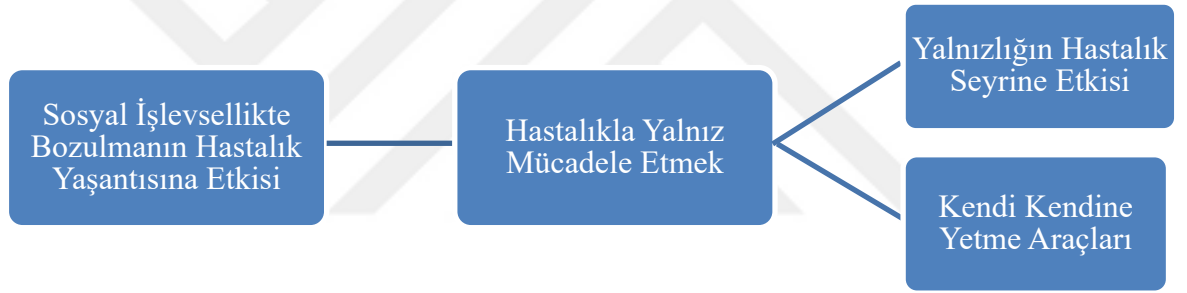 Sosyal İşlevsellikte
Bozulmanın Hastalık
Yaşantısına Etkisi
Hastalıkla Yalnız
Mücadele Etmek
Yalnızlığın Hastalık
Seyrine Etkisi
Kendi Kendine
Yetme Araçları